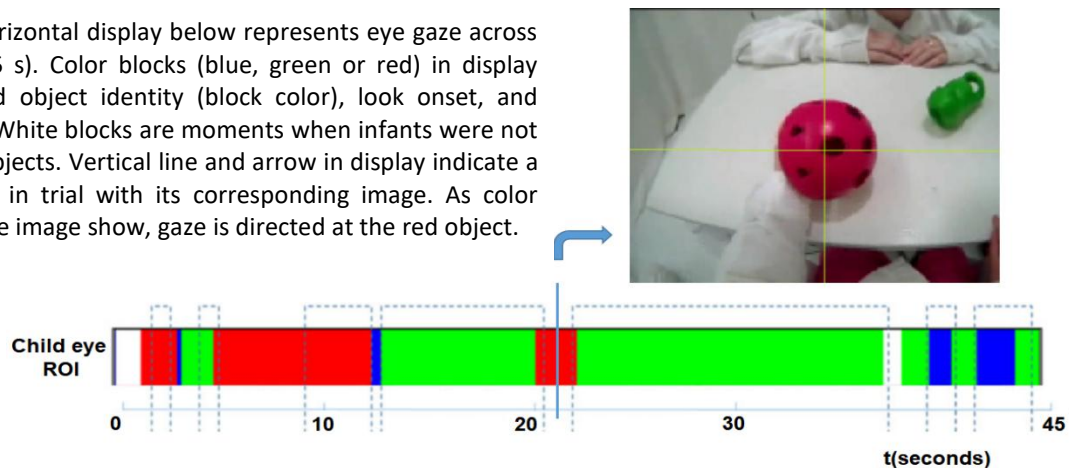 rizontal display below represents eye gaze across
s). Color blocks (blue, green or red) in display
object identity (block color), look onset, and
White blocks are moments when infants were not
bjects. Vertical line and arrow in display indicate a
in trial with its corresponding image. As color
e image show, gaze is directed at the red object.
Child eye
ROI
0 10 20 30 45
t(seconds)